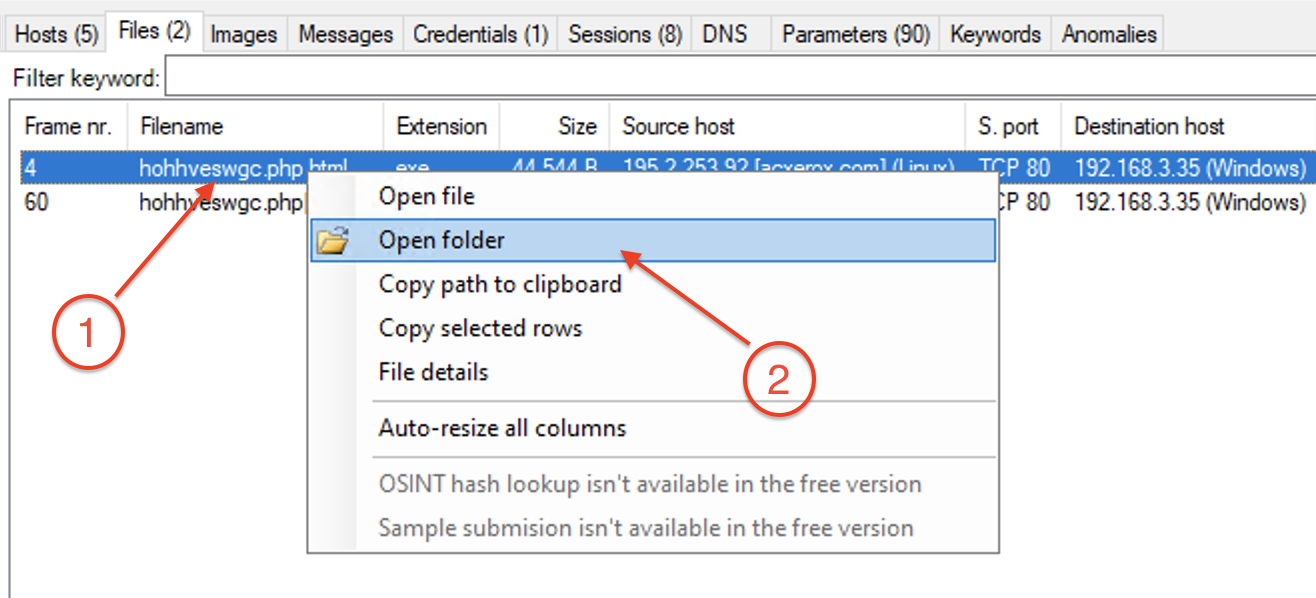 Hosts (5) Files (2) Images Messages Credentials (1) Sessions (8) DNS Parameters (90) Keywords Anomalies
Filter keyword:
Frame nr. Filename Extension Size Source host S. port Destination host
4 hohhveswgc.php.html exe 44 544 B 195.2.253.92 [acxerox.com] (Linux) TCP 80 192.168.3.35 (Windows)
60 hohhveswgc.php CP 80 192.168.3.35 (Windows)
Open file
Open folder
Copy path to clipboard
Copy selected rows
File details
Auto-resize all columns
OSINT hash lookup isn't available in the free version
Sample submision isn't available in the free version
1
2